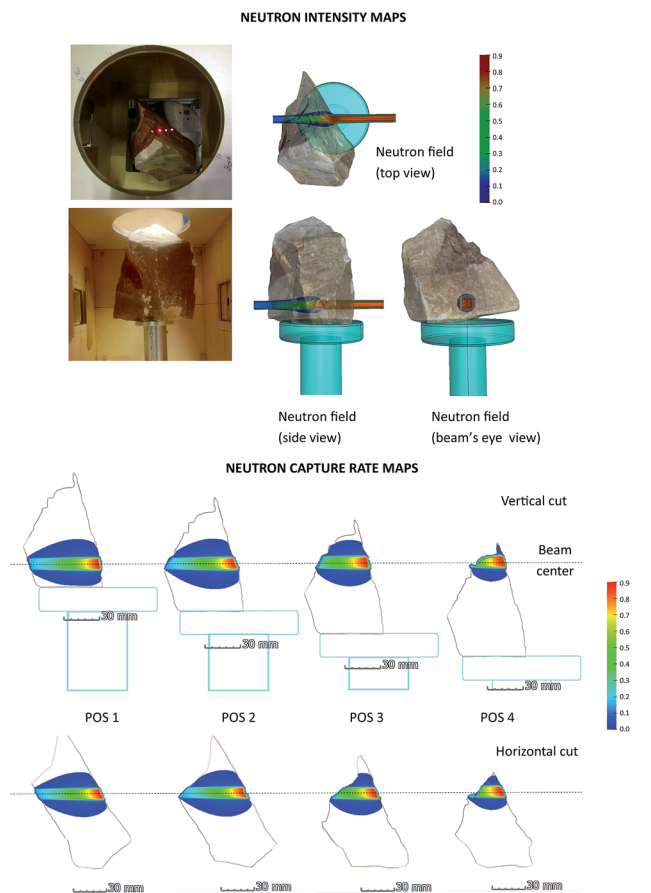 NEUTRON INTENSITY MAPS
0.9
0.8
0.7
0.6
0.5
0.4
0.3
0.2
0.1
0.0
Neutron field
(top view)
Neutron field
(side view)
Neutron field
(beam's eye view)
NEUTRON CAPTURE RATE MAPS
Vertical cut
Beam
center
0.9
0.8
0.7
0.6
0.5
0.4
0.3
0.2
0.1
0.0
30 mm
30 mm
30 mm
30 mm
POS 1
POS 2
POS 3
POS 4
Horizontal cut
30 mm
30 mm
30 mm
30 mm